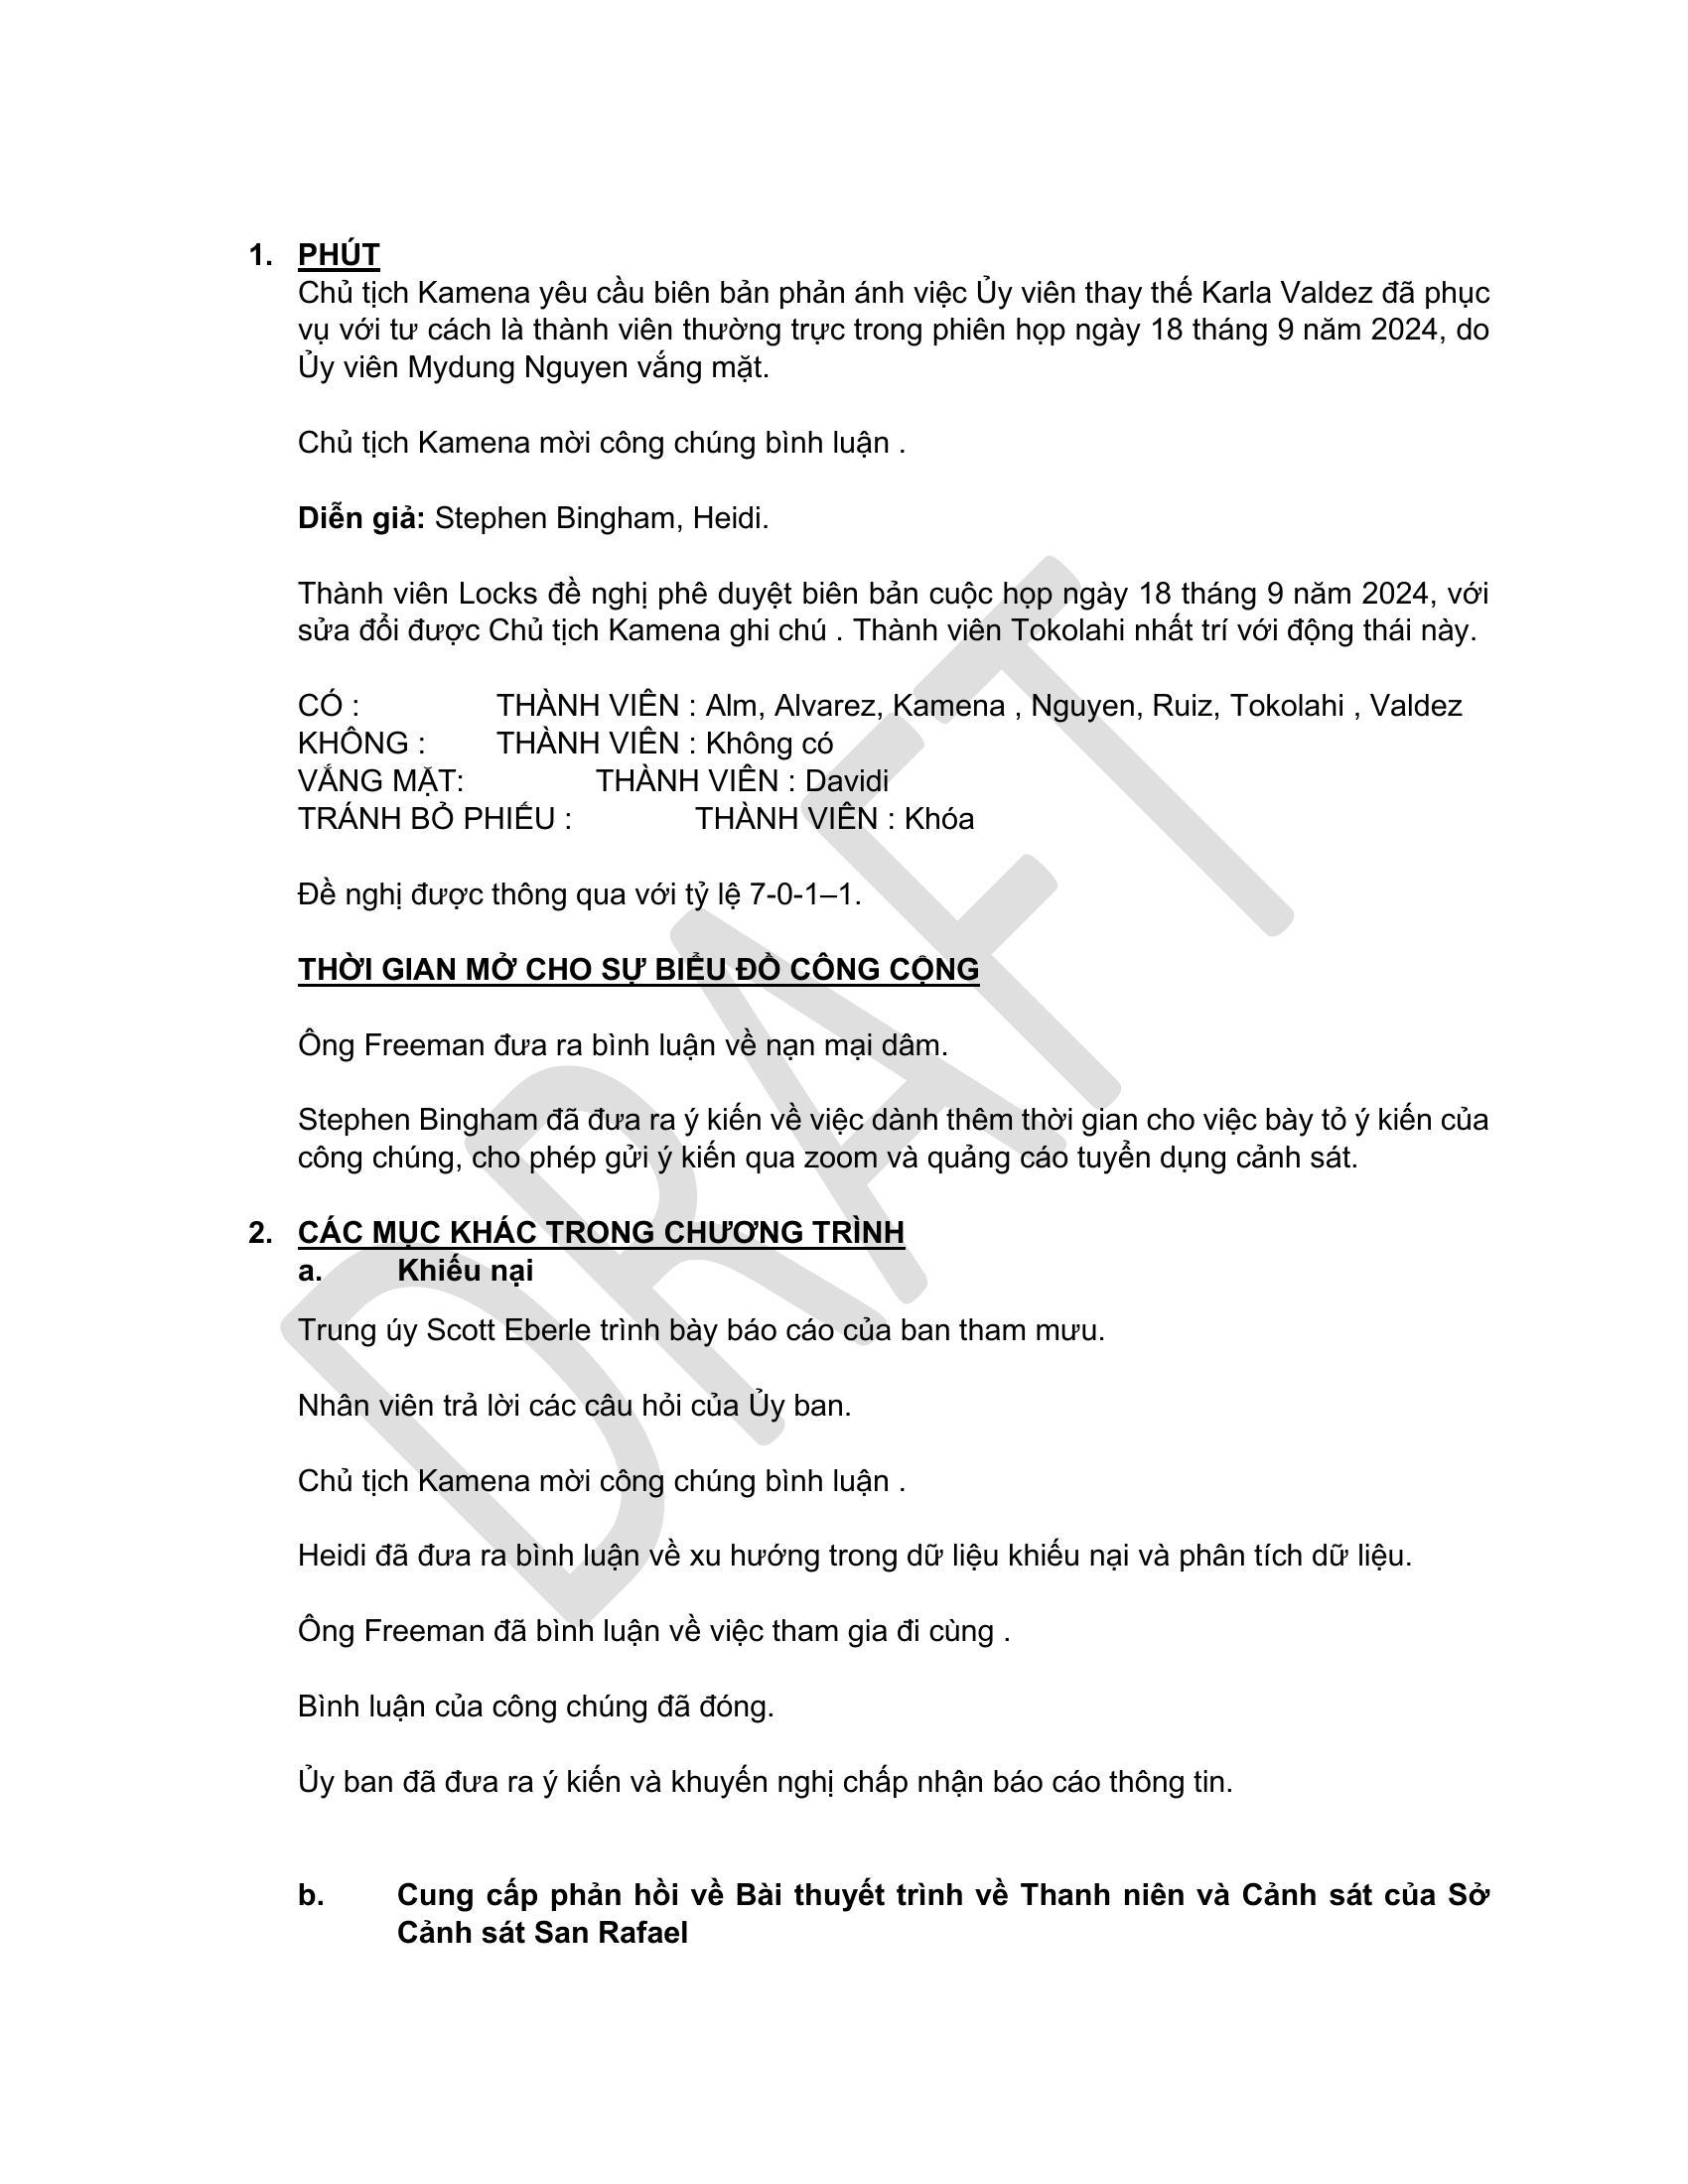 1. PHÚT
Chủ tịch Kamena yêu cầu biên bản phản ánh việc Ủy viên thay thế Karla Valdez đã phục
vụ với tư cách là thành viên thường trực trong phiên họp ngày 18 tháng 9 năm 2024, do
Ủy viên Mydung Nguyen vắng mặt.
Chủ tịch Kamena mời công chúng bình luận .
Diễn giả: Stephen Bingham, Heidi.
Thành viên Locks đề nghị phê duyệt biên bản cuộc họp ngày 18 tháng 9 năm 2024, với
sửa đổi được Chủ tịch Kamena ghi chú . Thành viên Tokolahi nhất trí với động thái này.
CÓ : THÀNH VIÊN : Alm, Alvarez, Kamena , Nguyen, Ruiz, Tokolahi , Valdez
KHÔNG : THÀNH VIÊN : Không có
VẮNG MẶT: THÀNH VIÊN : Davidi
TRÁNH BỎ PHIẾU : THÀNH VIÊN : Khóa
Đề nghị được thông qua với tỷ lệ 7-0-1–1.
THỜI GIAN MỞ CHO SỰ BIỂU ĐỒ CÔNG CỘNG
Ông Freeman đưa ra bình luận về nạn mại dâm.
Stephen Bingham đã đưa ra ý kiến về việc dành thêm thời gian cho việc bày tỏ ý kiến của
công chúng, cho phép gửi ý kiến qua zoom và quảng cáo tuyển dụng cảnh sát.
2. CÁC MỤC KHÁC TRONG CHƯƠNG TRÌNH
a. Khiếu nại
Trung úy Scott Eberle trình bày báo cáo của ban tham mưu.
Nhân viên trả lời các câu hỏi của Ủy ban.
Chủ tịch Kamena mời công chúng bình luận .
Heidi đã đưa ra bình luận về xu hướng trong dữ liệu khiếu nại và phân tích dữ liệu.
Ông Freeman đã bình luận về việc tham gia đi cùng .
Bình luận của công chúng đã đóng.
Ủy ban đã đưa ra ý kiến và khuyến nghị chấp nhận báo cáo thông tin.
b. Cung cấp phản hồi về Bài thuyết trình về Thanh niên và Cảnh sát của Sở
Cảnh sát San Rafael
DRAFT